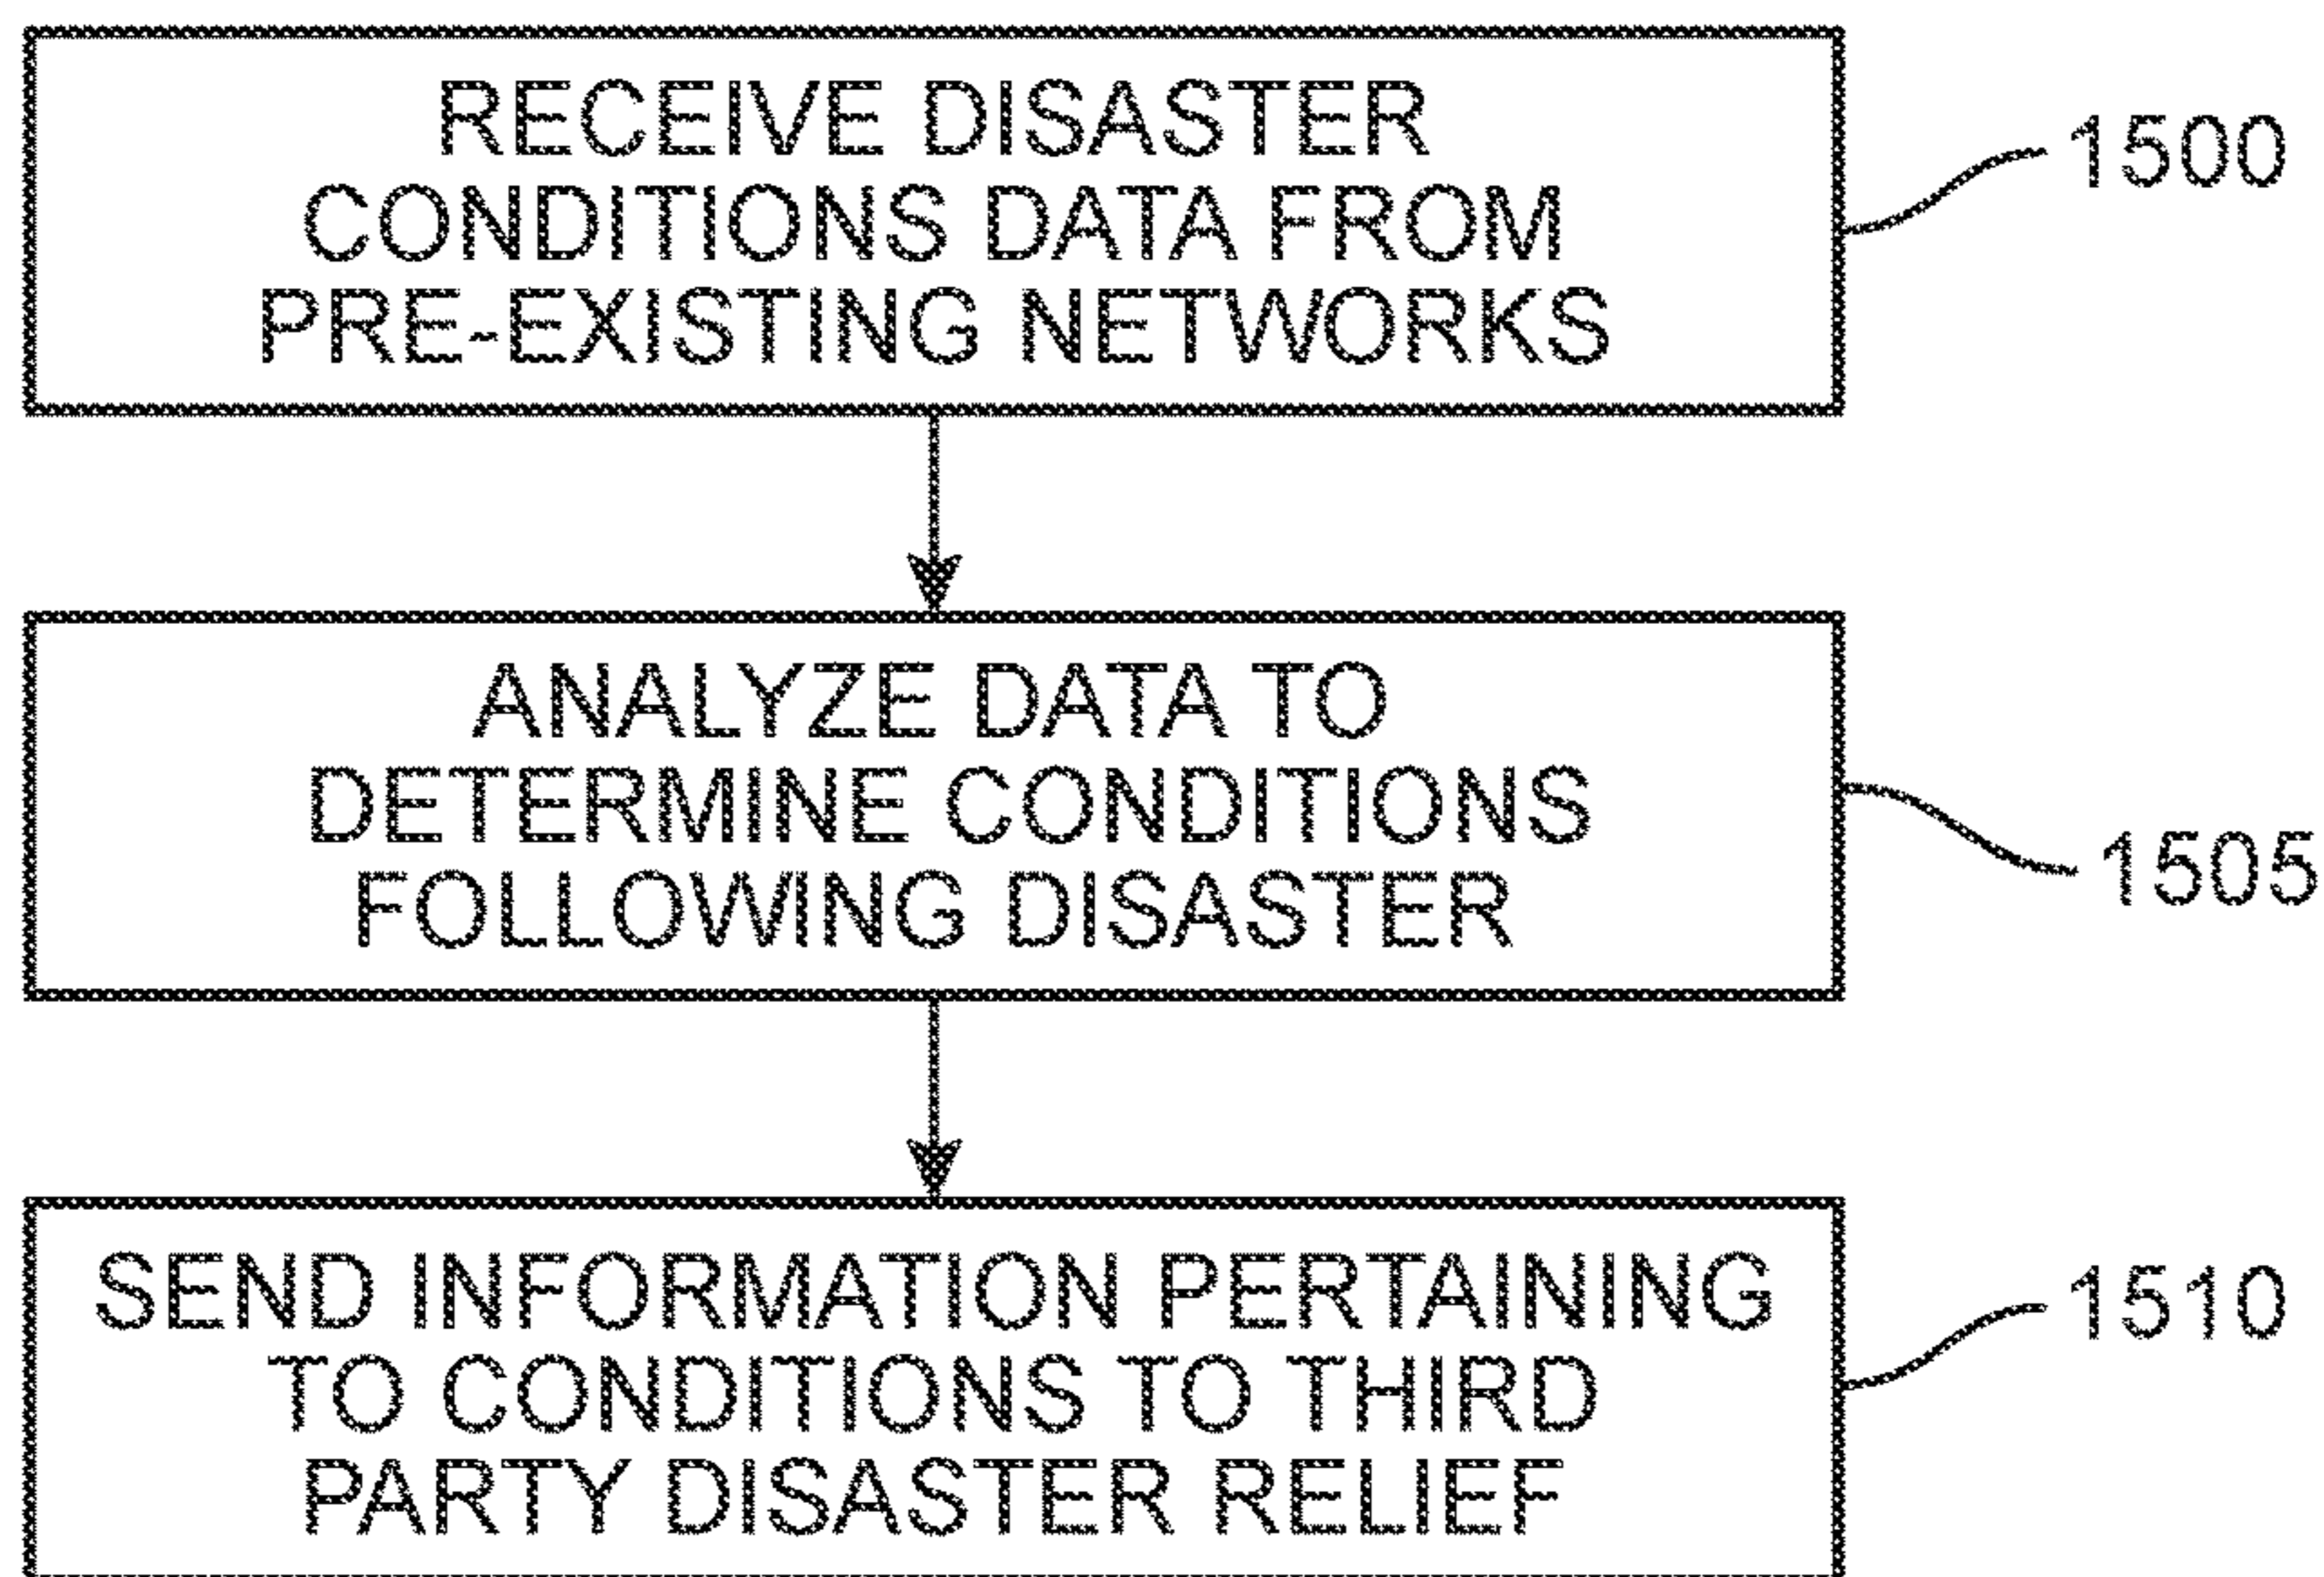 RECEIVE DISASTER
CONDITIONS DATA FROM
PRE-EXISTING NETWORKS
1500
ANALYZE DATA TO
DETERMINE CONDITIONS
FOLLOWING DISASTER
1505
SEND INFORMATION PERTAINING
TO CONDITIONS TO THIRD
PARTY DISASTER RELIEF
1510